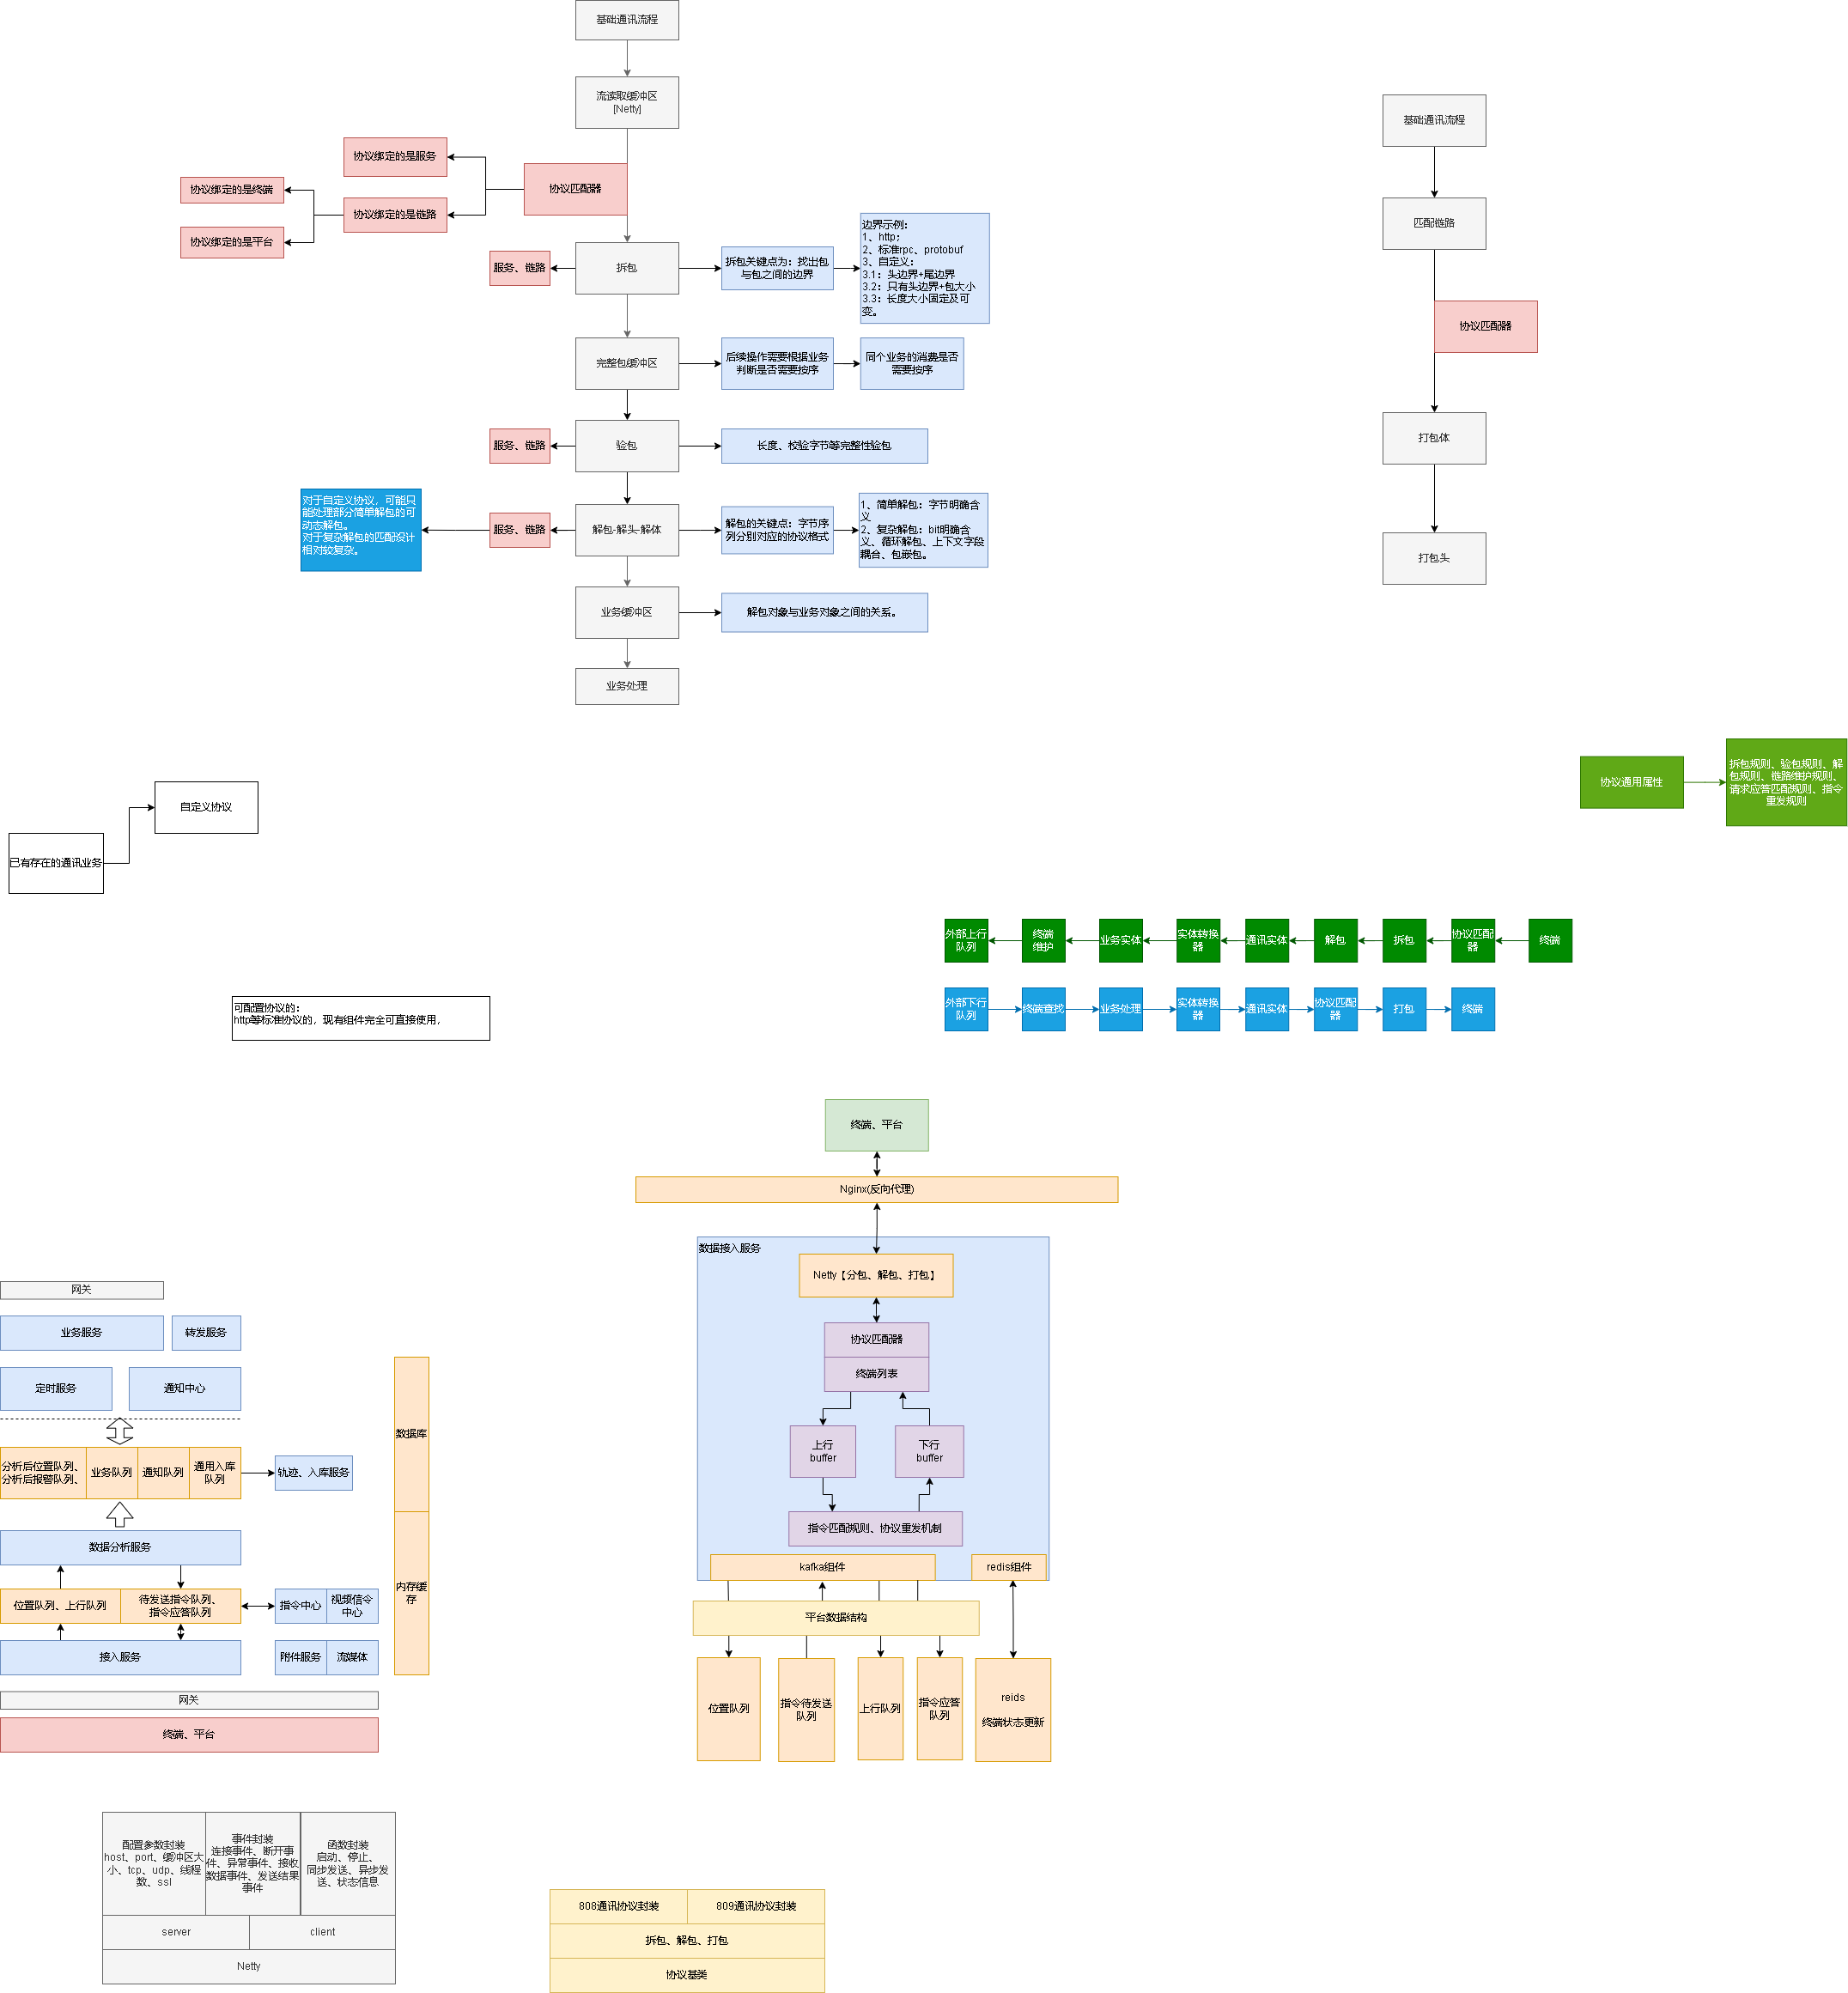 基础通讯流程
流读取缓冲区
[Netty]
协议匹配器
协议绑定的是服务
协议绑定的是链路
协议绑定的是终端
协议绑定的是平台
服务、链路
拆包
拆包关键点为：找出包
与包之间的边界
边界示例：
1、http；
2、标准rpc、protobuf
3、自定义：
3.1：头边界+尾边界
3.2：只有头边界+包大小
3.3：长度大小固定及可
变。
完整包缓冲区
后续操作需要根据业务
判断是否需要按序
同个业务的消费是否
需要按序
服务、链路
验包
长度、校验字节等完整性验包
对于自定义协议，可能只
能处理部分简单解包的可
动态解包。
对于复杂解包的匹配设计
相对较复杂。
服务、链路
解包-解头-解体
解包的关键点：字节序
列分别对应的协议格式
1、简单解包：字节明确含
义
2、复杂解包：bit明确含
义、循环解包、上下文字段
耦合、包嵌包。
业务缓冲区
解包对象与业务对象之间的关系。
业务处理
基础通讯流程
匹配链路
协议匹配器
打包体
打包头
协议通用属性
拆包规则、验包规则、解
包规则、链路维护规则、
请求应答匹配规则、指令
重发规则
自定义协议
已有存在的通讯业务
外部上行
队列
终端
维护
业务实体
实体转换
器
通讯实体
解包
拆包
协议匹配
器
终端
外部下行
队列
终端查找
业务处理
实体转换
器
通讯实体
协议匹配
器
打包
终端
可配置协议的：
http等标准协议的，现有组件完全可直接使用，
终端、平台
Nginx(反向代理)
数据接入服务
Netty【分包、解包、打包】
协议匹配器
终端列表
上行
buffer
下行
buffer
指令匹配规则、协议重发机制
kafka组件
redis组件
平台数据结构
位置队列
指令待发送
队列
上行队列
指令应答
队列
reids
终端状态更新
网关
业务服务
转发服务
定时服务
通知中心
分析后位置队列、
分析后报警队列、
业务队列
通知队列
通用入库
队列
轨迹、入库服务
数据分析服务
位置队列、上行队列
待发送指令队列、
指令应答队列
指令中心
视频信令
中心
接入服务
附件服务
流媒体
网关
终端、平台
数据库
内存缓
存
配置参数封装
host、port、缓冲区大
小、tcp、udp、线程
数、ssl
事件封装
连接事件、断开事
件、异常事件、接收
数据事件、发送结果
事件
函数封装
启动、停止、
同步发送、异步发
送、状态信息
server
client
Netty
808通讯协议封装
809通讯协议封装
拆包、解包、打包
协议基类